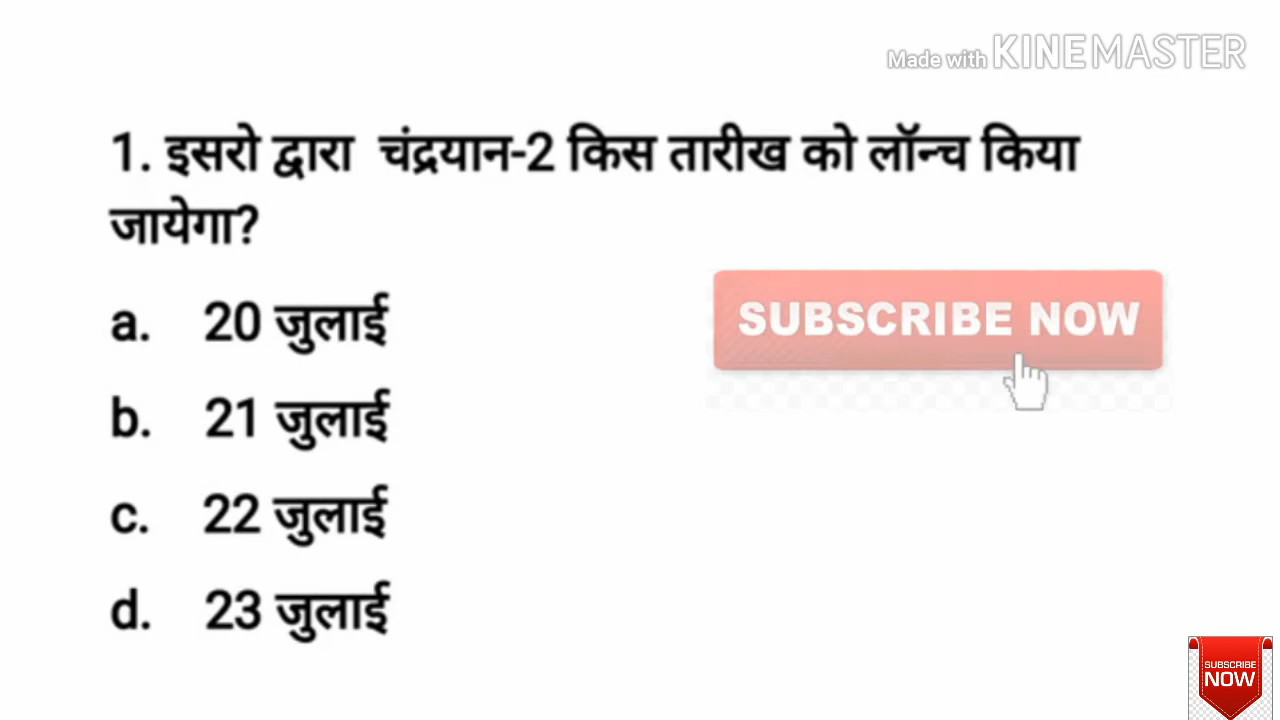 Made with KINEMASTER
1. इसरो द्वारा चंद्रयान-2 किस तारीख को लॉन्च किया
जायेगा?
a. 20 जुलाई
SUBSCRIBE NOW
b. 21 जुलाई
c. 22 जुलाई
d. 23 जुलाई
SUBSCRIBE
NOW